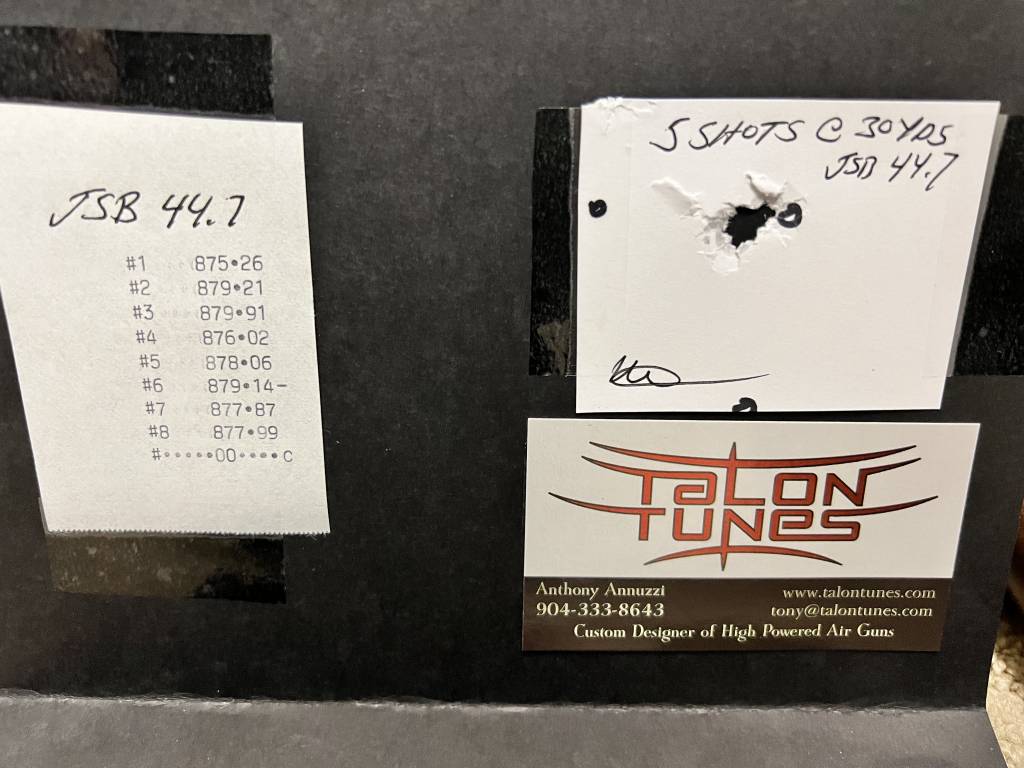 JSB 44.7
#1 875.26
#2 879.21
#3 879.91
#4 876.02
#5 878.06
#6 879.14-
#7 877.87
#8 877.99
#.....00....c
5 SHOTS @ 30YDS
JSB 44.7
TALON
TUNES
Anthony Annuzzi
904-333-8643
www.talontunes.com
tony@talontunes.com
Custom Designer of High Powered Air Guns